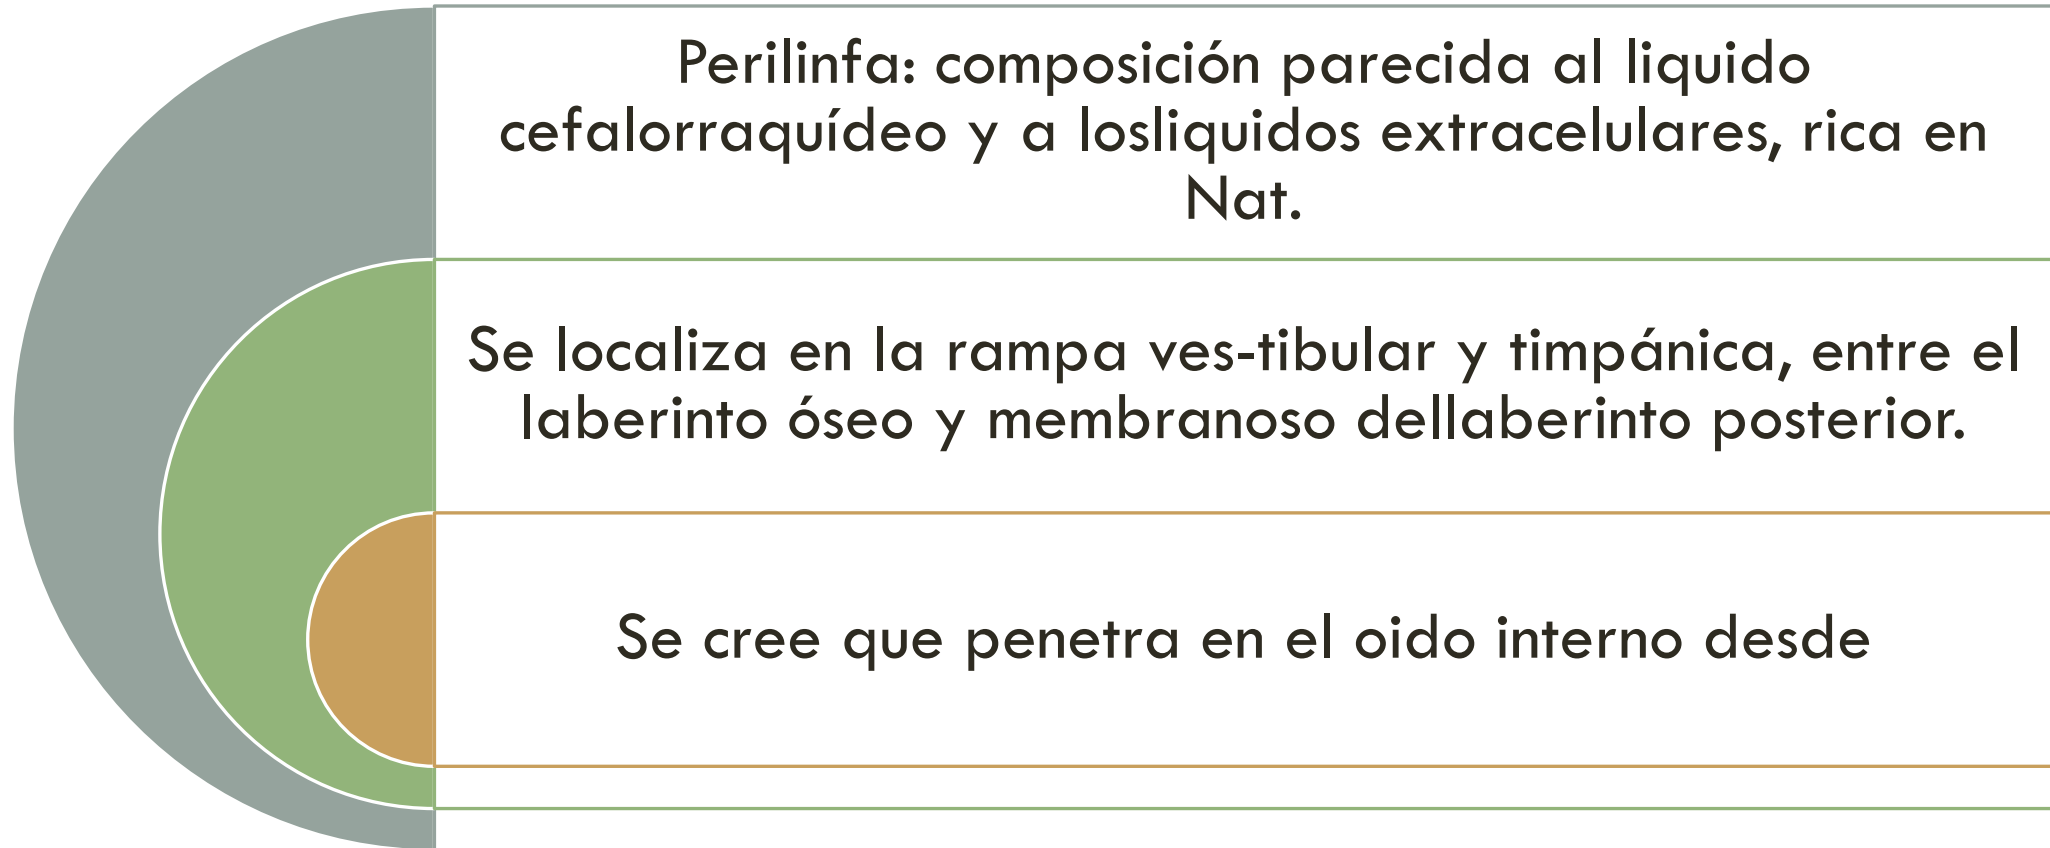 Perilinfa: composición parecida al liquido
cefalorraquídeo y a losliquidos extracelulares, rica en
Nat.
Se localiza en la rampa ves-tibular y timpánica, entre el
laberinto óseo y membranoso dellaberinto posterior.
Se cree que penetra en el oido interno desde